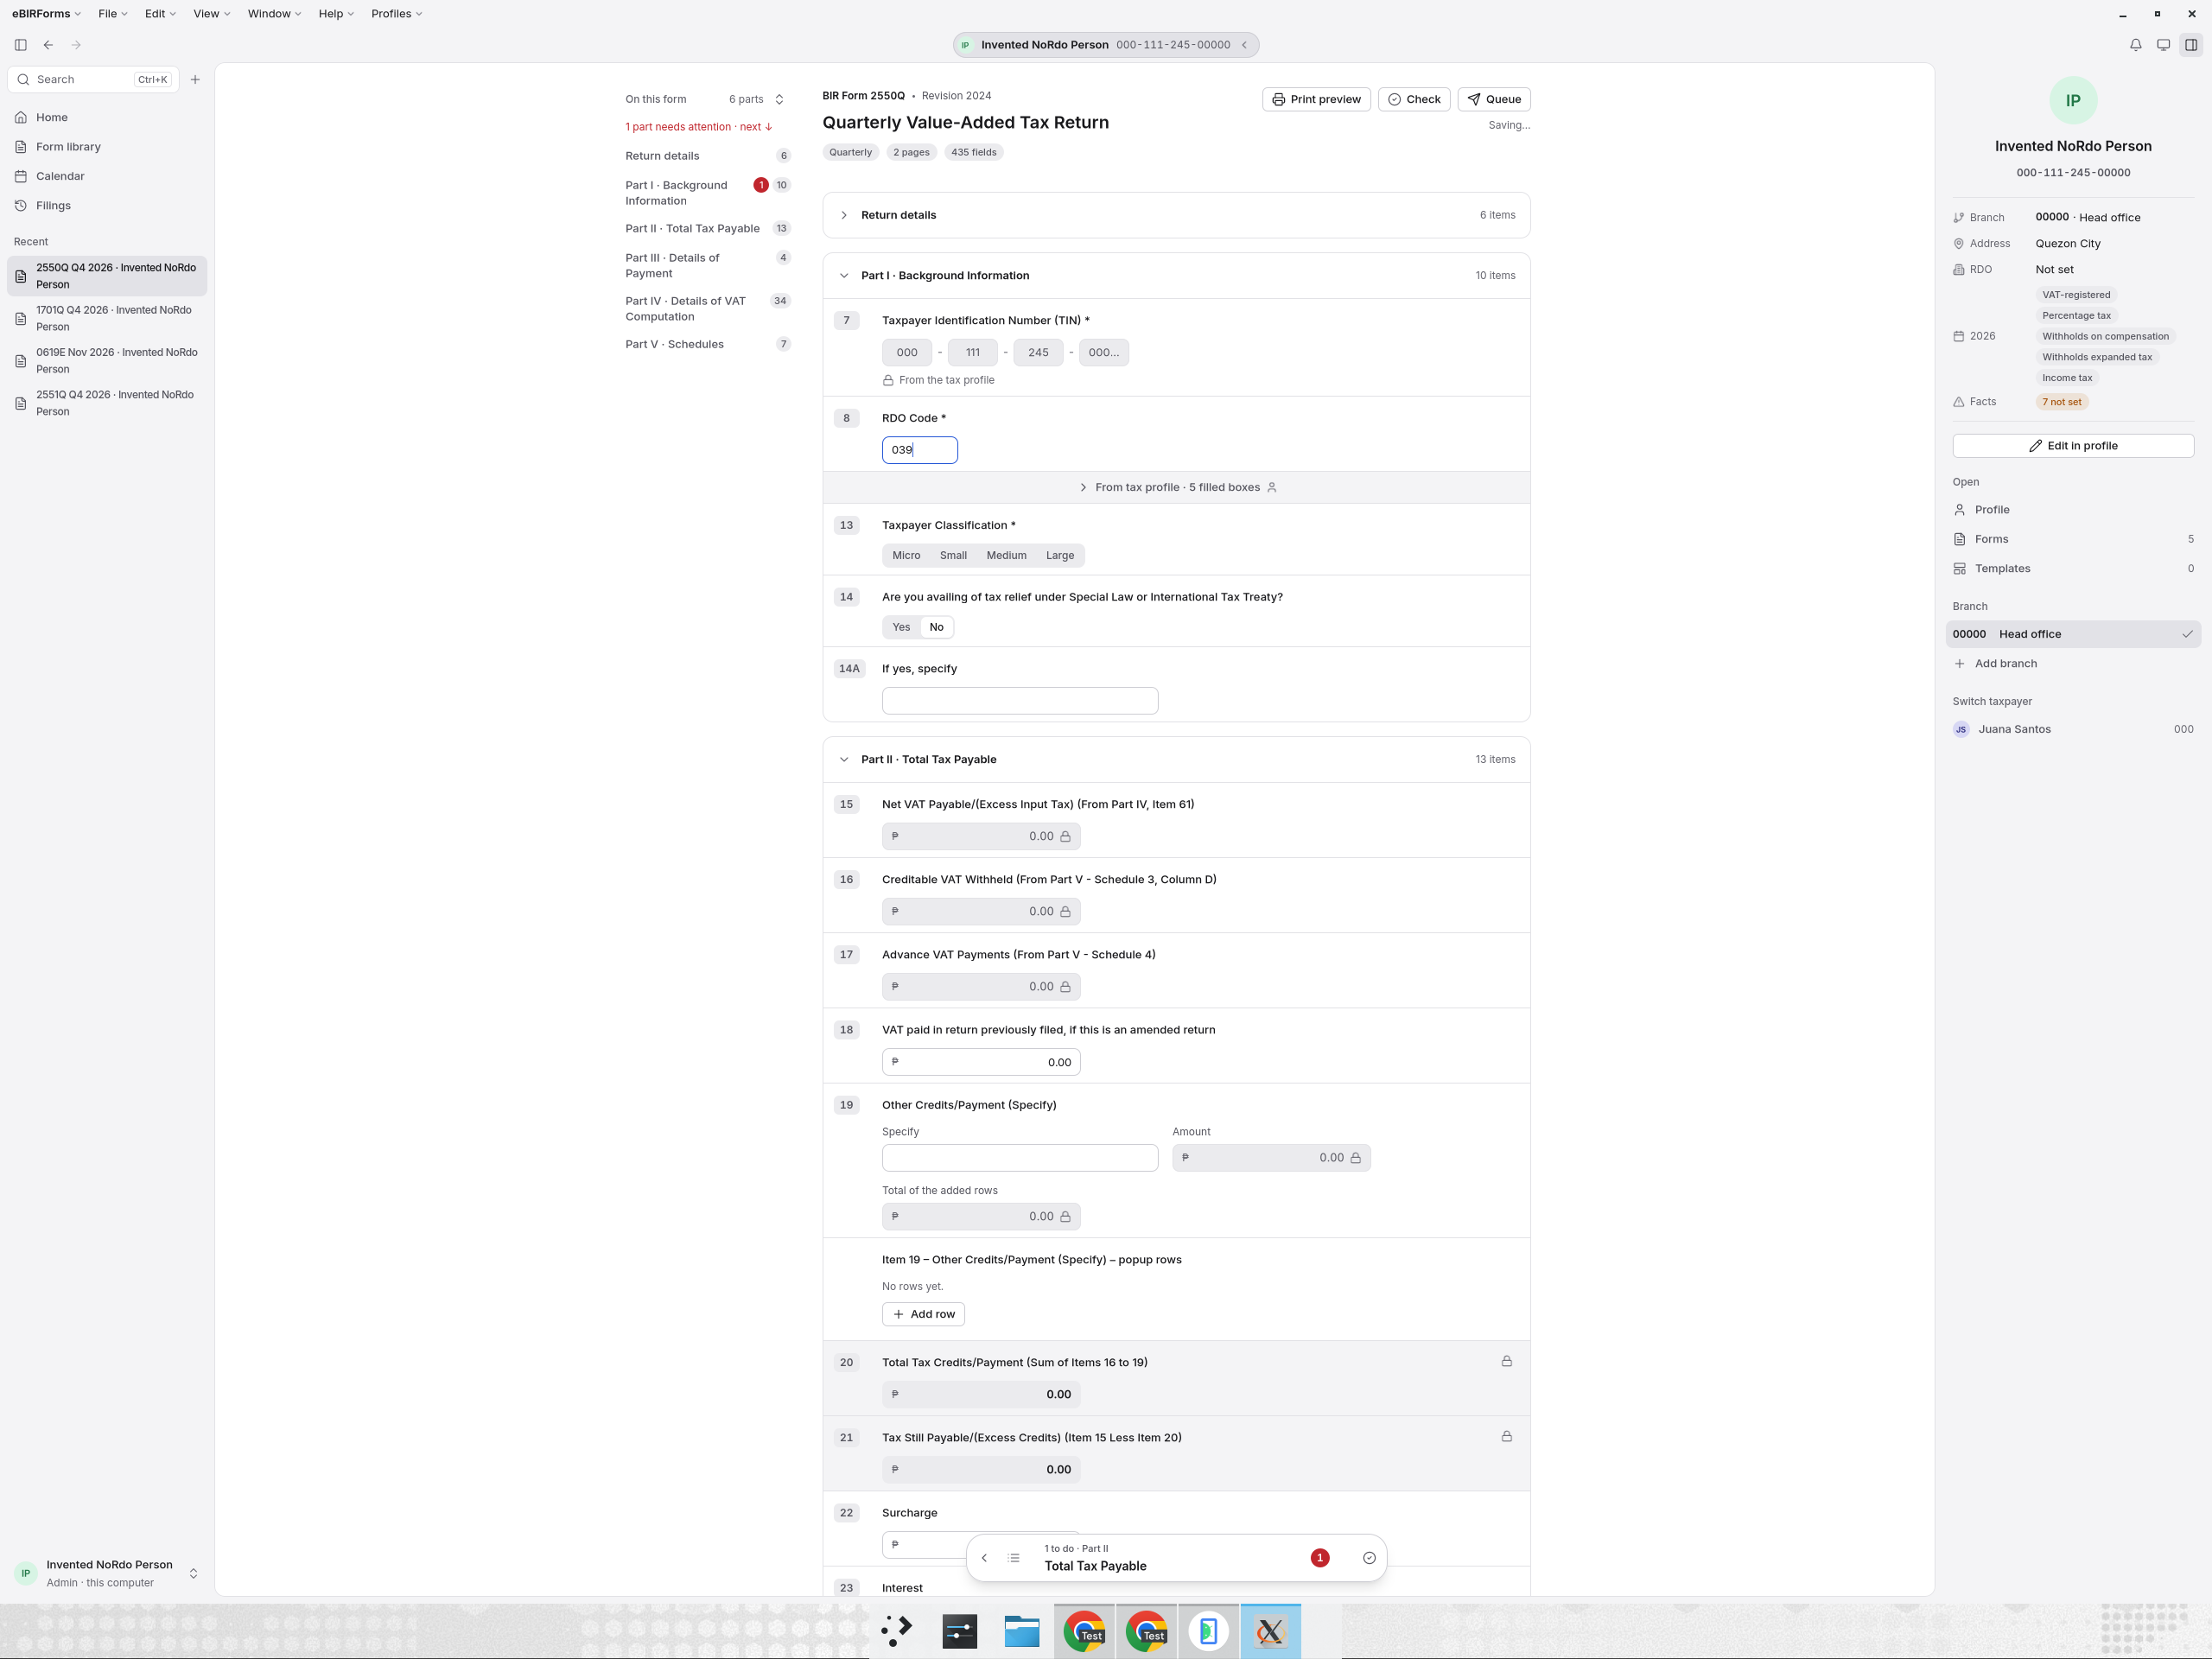 eBIRForms File Edit View Window Help Profiles
IP Invented NoRdo Person 000-111-245-00000
Search Ctrl+K
Home
Form library
Calendar
Filings
Recent
2550Q Q4 2026 · Invented NoRdo
Person
1701Q Q4 2026 · Invented NoRdo
Person
0619E Nov 2026 · Invented NoRdo
Person
2551Q Q4 2026 · Invented NoRdo
Person
IP
Invented NoRdo Person
Admin · this computer
On this form 6 parts
1 part needs attention · next ↓
Return details 6
Part I · Background
Information 1 10
Part II · Total Tax Payable 13
Part III · Details of
Payment 4
Part IV · Details of VAT
Computation 34
Part V · Schedules 7
BIR Form 2550Q • Revision 2024
Quarterly Value-Added Tax Return
Quarterly 2 pages 435 fields
Print preview Check Queue
Saving...
Return details 6 items
Part I · Background Information 10 items
7 Taxpayer Identification Number (TIN) *
000 - 111 - 245 - 000...
From the tax profile
8 RDO Code *
039
From tax profile · 5 filled boxes
13 Taxpayer Classification *
Micro Small Medium Large
14 Are you availing of tax relief under Special Law or International Tax Treaty?
Yes No
14A If yes, specify
Part II · Total Tax Payable 13 items
15 Net VAT Payable/(Excess Input Tax) (From Part IV, Item 61)
₱ 0.00
16 Creditable VAT Withheld (From Part V - Schedule 3, Column D)
₱ 0.00
17 Advance VAT Payments (From Part V - Schedule 4)
₱ 0.00
18 VAT paid in return previously filed, if this is an amended return
₱ 0.00
19 Other Credits/Payment (Specify)
Specify Amount
₱ 0.00
Total of the added rows
₱ 0.00
Item 19 – Other Credits/Payment (Specify) – popup rows
No rows yet.
Add row
20 Total Tax Credits/Payment (Sum of Items 16 to 19)
₱ 0.00
21 Tax Still Payable/(Excess Credits) (Item 15 Less Item 20)
₱ 0.00
22 Surcharge
₱
23 Interest
1 to do · Part II
Total Tax Payable 1
IP
Invented NoRdo Person
000-111-245-00000
Branch 00000 · Head office
Address Quezon City
RDO Not set
2026 VAT-registered
Percentage tax
Withholds on compensation
Withholds expanded tax
Income tax
Facts 7 not set
Edit in profile
Open
Profile
Forms 5
Templates 0
Branch
00000 Head office
Add branch
Switch taxpayer
JS Juana Santos 000
Test Test